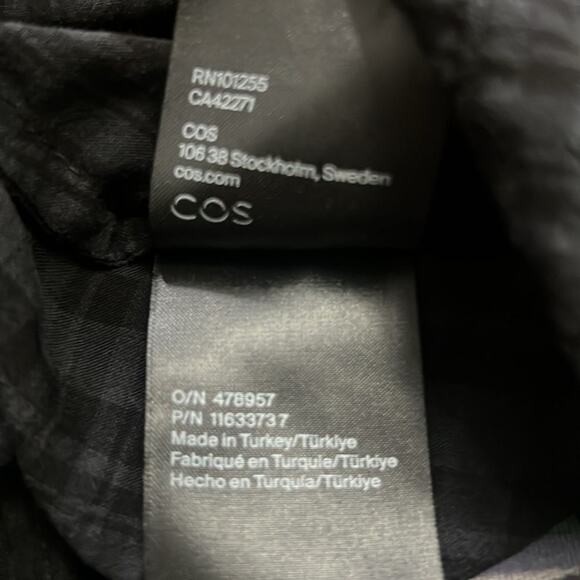 RN101255
CA42271
COS
106 38 Stockholm, Sweden
cos.com
COS
O/N 478957
P/N 11633737
Made in Turkey/Türkiye
Fabriqué en Turquie/Türkiye
Hecho en Turquía/Türkiye